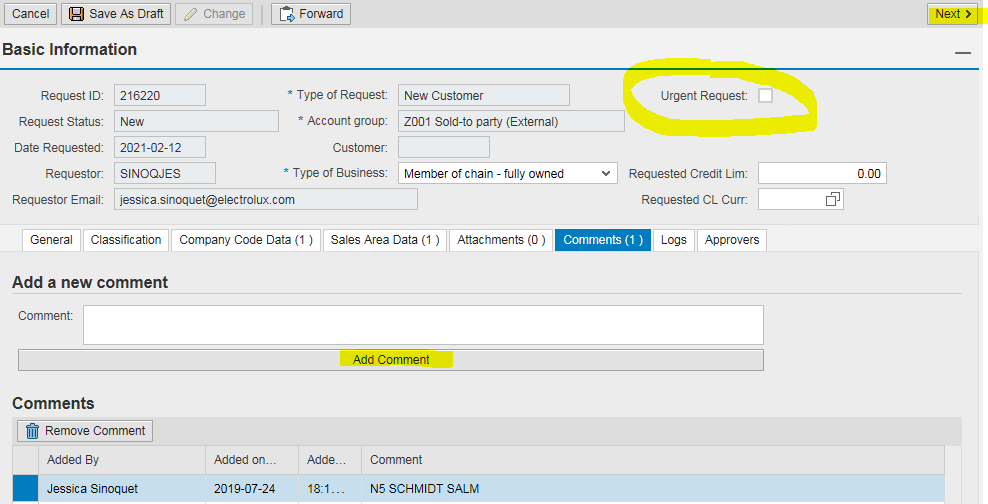 Cancel Save As Draft Change Forward Next
Basic Information
Request ID: 216220 * Type of Request: New Customer Urgent Request:
Request Status: New * Account group: Z001 Sold-to party (External)
Date Requested: 2021-02-12 Customer:
Requestor: SINOQJES * Type of Business: Member of chain - fully owned Requested Credit Lim: 0.00
Requestor Email: jessica.sinoquet@electrolux.com Requested CL Curr:
General Classification Company Code Data (1 ) Sales Area Data (1 ) Attachments (0 ) Comments (1 ) Logs Approvers
Add a new comment
Comment:
Add Comment
Comments
Remove Comment
Added By Added on... Adde... Comment
Jessica Sinoquet 2019-07-24 18:1... N5 SCHMIDT SALM